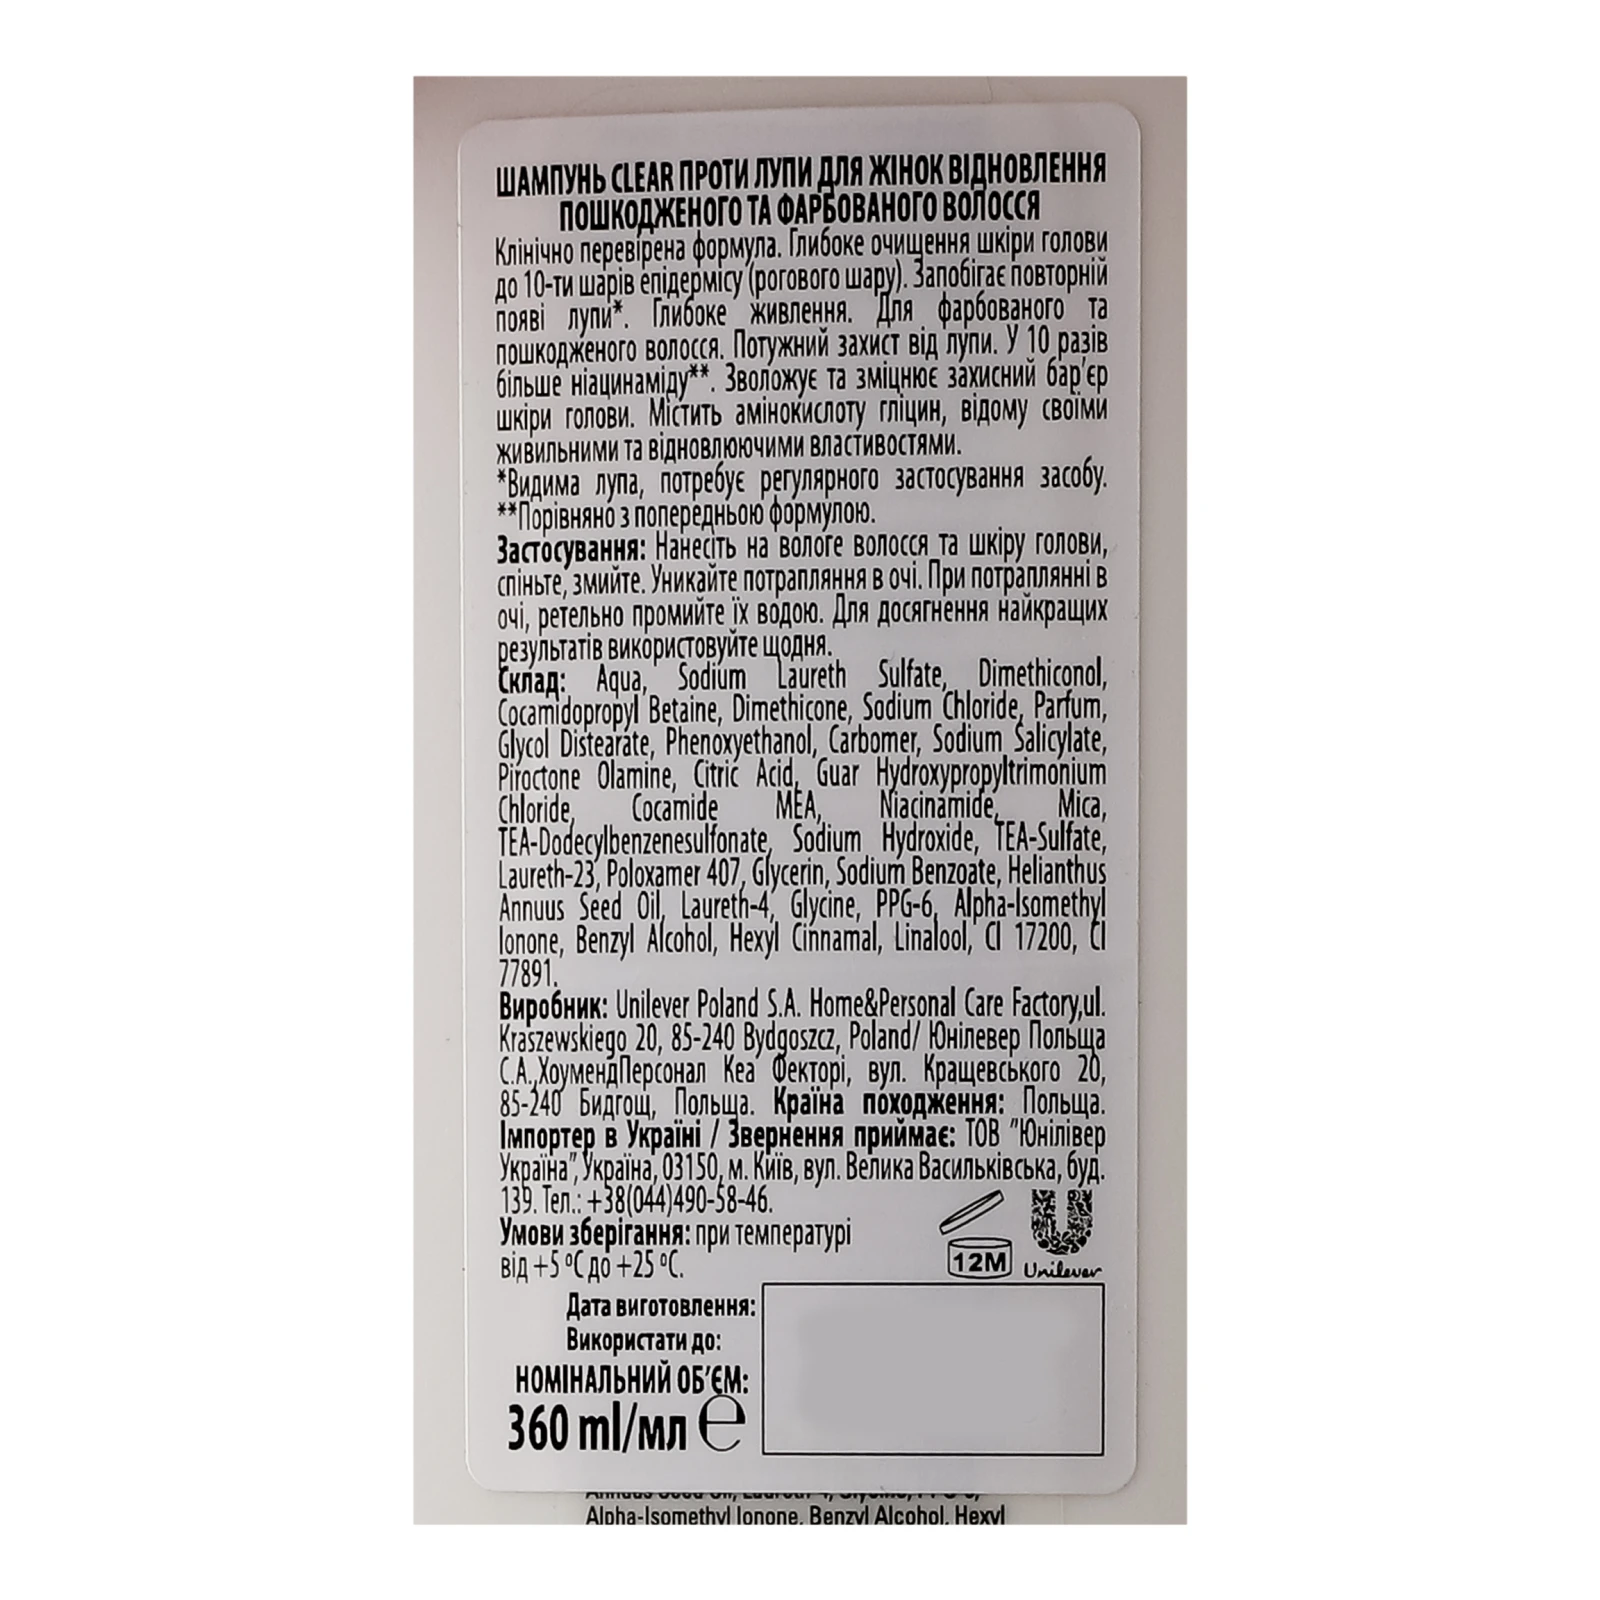 ШАМПУНЬ CLEAR ПРОТИ ЛУПИ ДЛЯ ЖІНОК ВІДНОВЛЕННЯ
ПОШКОДЖЕНОГО ТА ФАРБОВАНОГО ВОЛОССЯ
Клінічно перевірена формула. Глибоке очищення шкіри голови
до 10-ти шарів епідермісу (рогового шару). Запобігає повторній
появі лупи*. Глибоке живлення. Для фарбованого та
пошкодженого волосся. Потужний захист від лупи. У 10 разів
більше ніацинаміду**. Зволожує та зміцнює захисний бар'єр
шкіри голови. Містить амінокислоту гліцин, відому своїми
живильними та відновлюючими властивостями.
*Видима лупа, потребує регулярного застосування засобу.
**Порівняно з попередньою формулою.
Застосування: Нанесіть на вологе волосся та шкіру голови,
спіньте, змийте. Уникайте потрапляння в очі. При потраплянні в
очі, ретельно промийте їх водою. Для досягнення найкращих
результатів використовуйте щодня.
Склад: Aqua, Sodium Laureth Sulfate, Dimethiconol,
Cocamidopropyl Betaine, Dimethicone, Sodium Chloride, Parfum,
Glycol Distearate, Phenoxyethanol, Carbomer, Sodium Salicylate,
Piroctone Olamine, Citric Acid, Guar Hydroxypropyltrimonium
Chloride, Cocamide MEA, Niacinamide, Mica,
TEA-Dodecylbenzenesulfonate, Sodium Hydroxide, TEA-Sulfate,
Laureth-23, Poloxamer 407, Glycerin, Sodium Benzoate, Helianthus
Annuus Seed Oil, Laureth-4, Glycine, PPG-6, Alpha-Isomethyl
Ionone, Benzyl Alcohol, Hexyl Cinnamal, Linalool, CI 17200, CI
77891.
Виробник: Unilever Poland S.A. Home&Personal Care Factory,ul.
Kraszewskiego 20, 85-240 Bydgoszcz, Poland/ Юнілевер Польща
С.А.,ХоумендПерсонал Кеа Фекторі, вул. Кращевського 20,
85-240 Бидгощ, Польща. Країна походження: Польща.
Імпортер в Україні / Звернення приймає: ТОВ "Юнілівер
Україна", Україна, 03150, м. Київ, вул. Велика Васильківська, буд.
139. Тел.: +38(044)490-58-46.
Умови зберігання: при температурі
від +5 ºС до +25 ºС.
12M
Unilever
Дата виготовлення:
Використати до:
НОМІНАЛЬНИЙ ОБ'ЄМ:
360 ml/мл ℮
Annuus Seed Oil, Laureth-4, Glycine, PPG-6,
Alpha-Isomethyl Ionone, Benzyl Alcohol, Hexyl